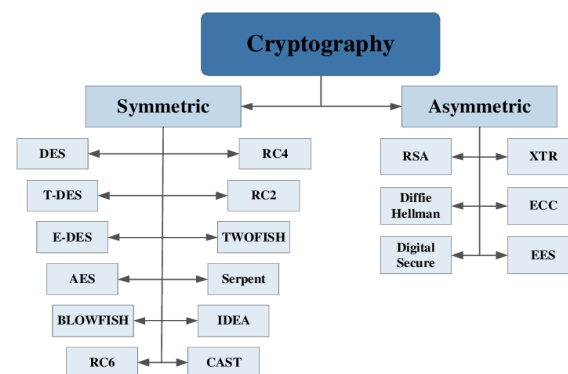 Cryptography
Symmetric
Asymmetric
DES
RC4
T-DES
RC2
E-DES
TWOFISH
AES
Serpent
BLOWFISH
IDEA
RC6
CAST
RSA
XTR
Diffie
Hellman
ECC
Digital
Secure
EES